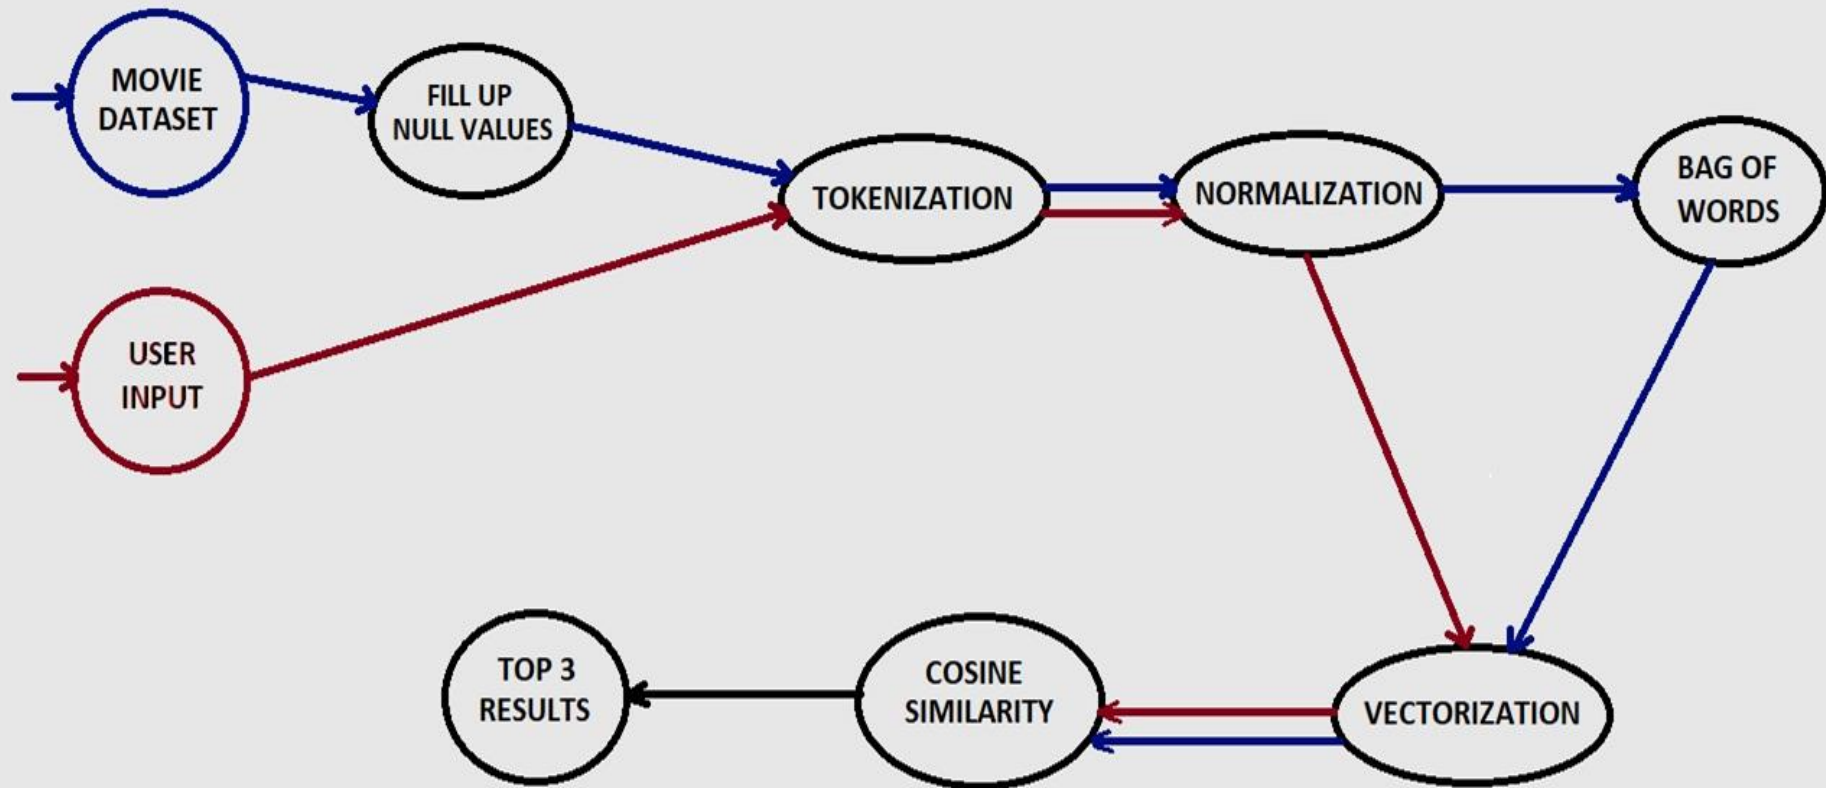 MOVIE
DATASET
FILL UP
NULL VALUES
TOKENIZATION
NORMALIZATION
BAG OF
WORDS
USER
INPUT
TOP 3
RESULTS
COSINE
SIMILARITY
VECTORIZATION